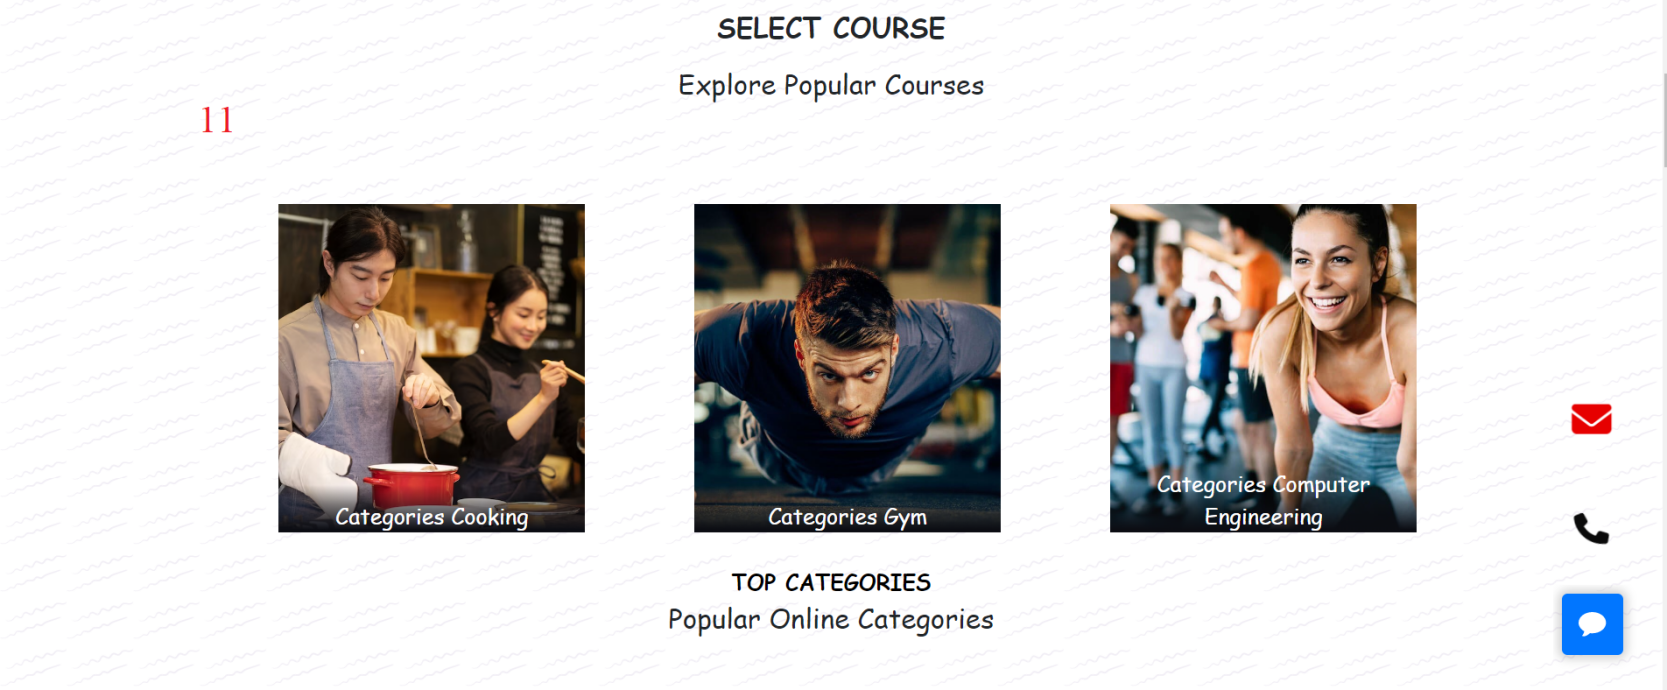 SELECT COURSE
Explore Popular Courses
11
Categories Cooking
Categories Gym
Categories Computer
Engineering
TOP CATEGORIES
Popular Online Categories